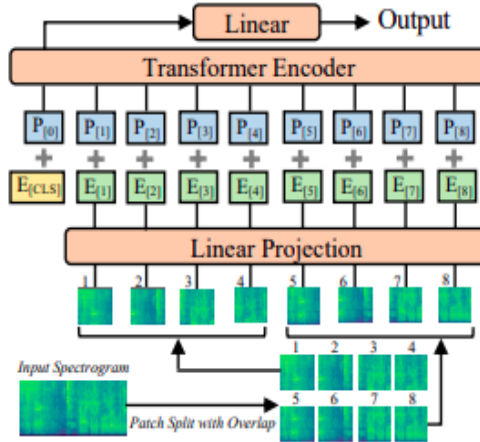 Linear Output
Transformer Encoder
P[0] P[1] P[2] P[3] P[4] P[5] P[6] P[7] P[8]
+ + + + + + + + +
E[CLS] E[1] E[2] E[3] E[4] E[5] E[6] E[7] E[8]
Linear Projection
1 2 3 4 5 6 7 8
1 2 3 4
Input Spectrogram
5 6 7 8
Patch Split with Overlap